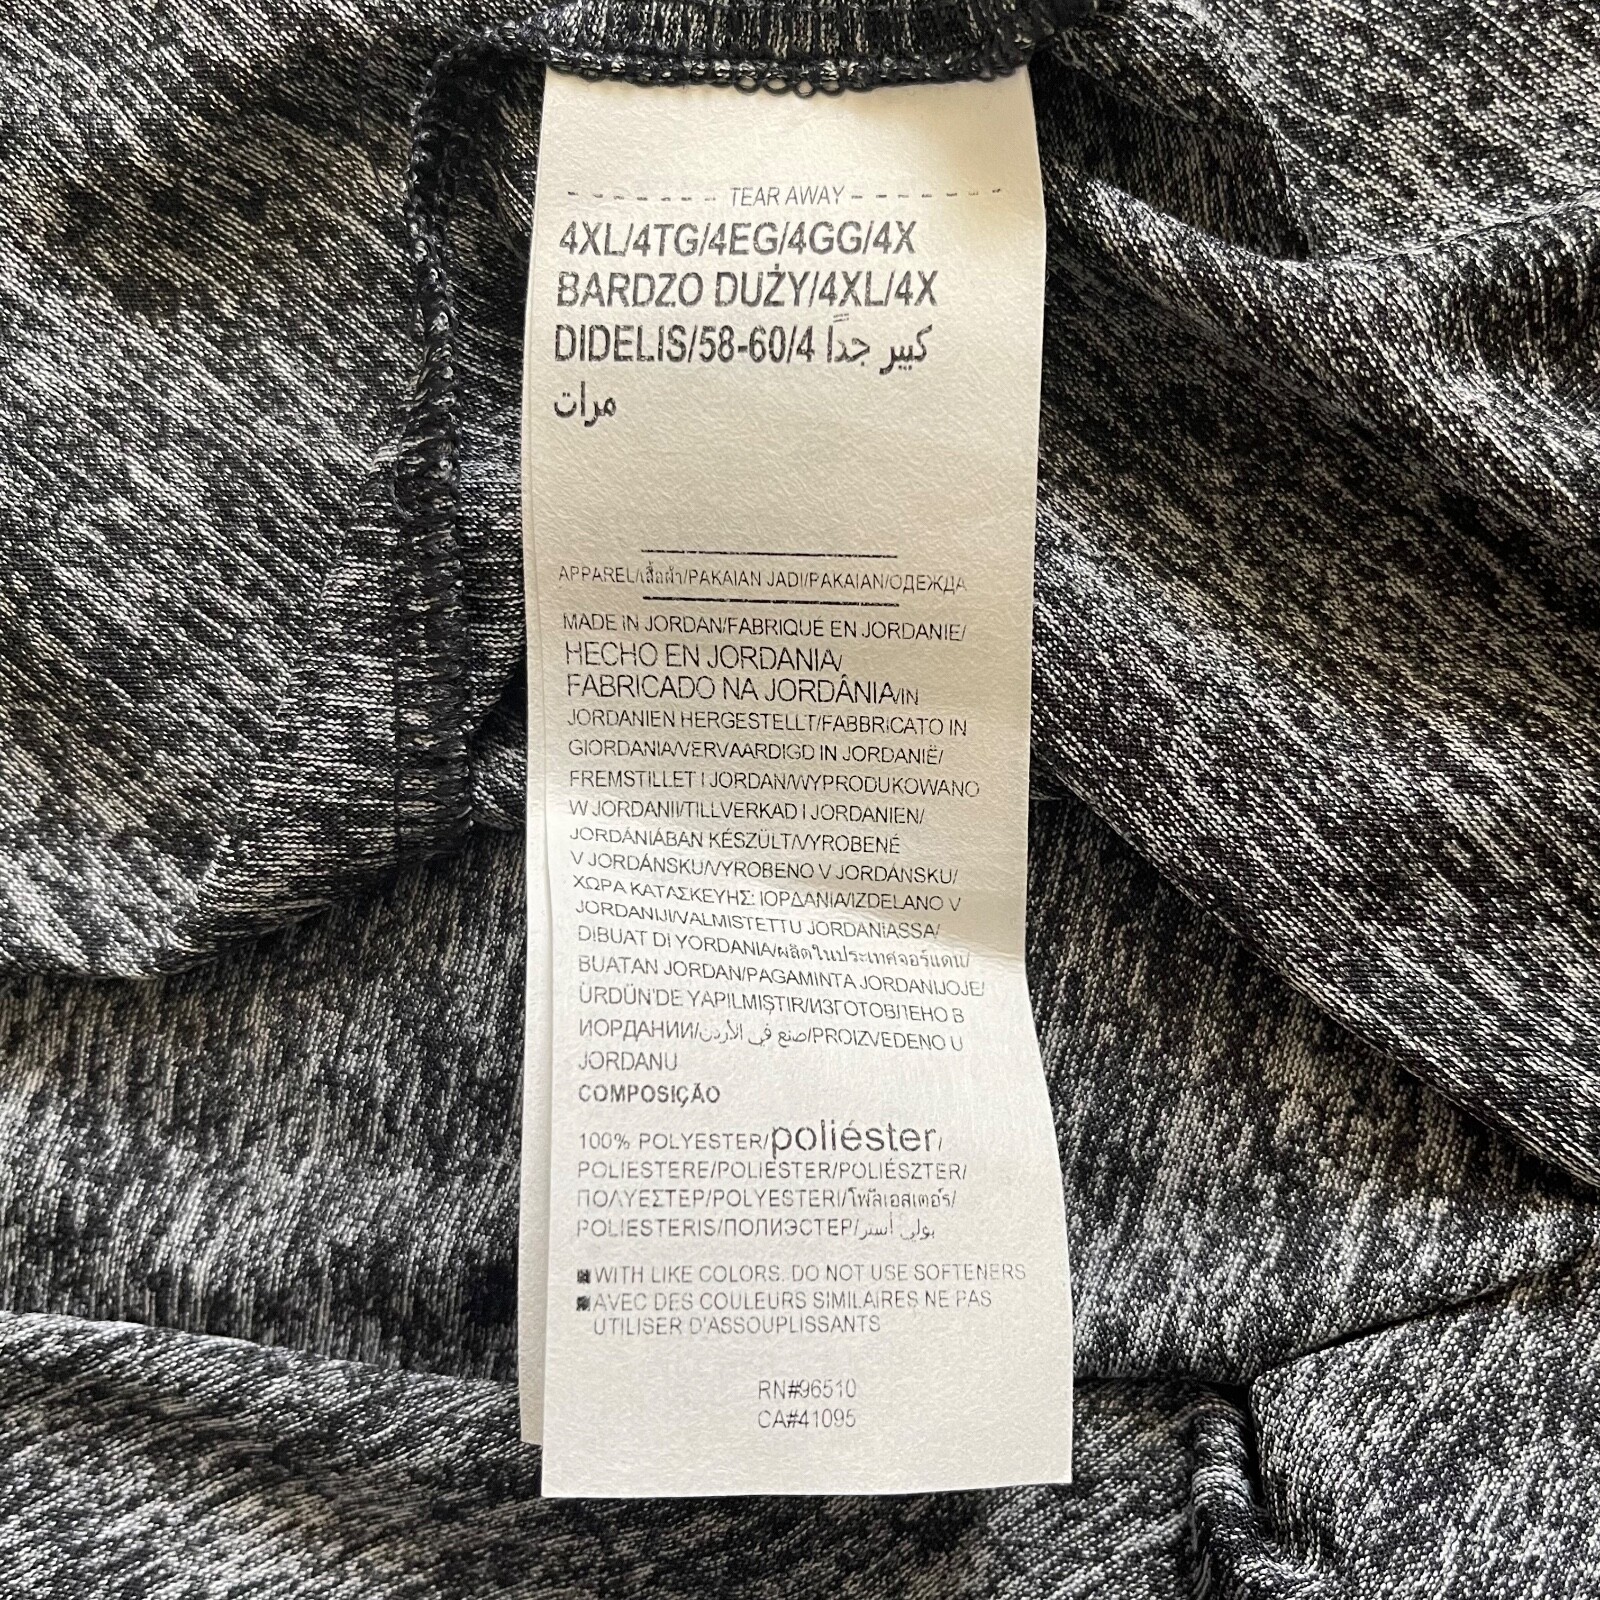 TEAR AWAY
4XL/4TG/4EG/4GG/4X
BARDZO DUŻY/4XL/4X
DIDELIS/58-60/4 كبير جداً
مرات
APPAREL/เสื้อผ้า/PAKAIAN JADI/PAKAIAN/ОДЕЖДА
MADE IN JORDAN/FABRIQUÉ EN JORDANIE/
HECHO EN JORDANIA/
FABRICADO NA JORDÂNIA/IN
JORDANIEN HERGESTELLT/FABBRICATO IN
GIORDANIA/VERVAARDIGD IN JORDANIË/
FREMSTILLET I JORDAN/WYPRODUKOWANO
W JORDANII/TILLVERKAD I JORDANIEN/
JORDÁNIÁBAN KÉSZÜLT/VYROBENÉ
V JORDÁNSKU/VYROBENO V JORDÁNSKU/
ΧΩΡΑ ΚΑΤΑΣΚΕΥΗΣ: ΙΟΡΔΑΝΙΑ/IZDELANO V
JORDANIJI/VALMISTETTU JORDANIASSA/
DIBUAT DI YORDANIA/ผลิตในประเทศจอร์แดน/
BUATAN JORDAN/PAGAMINTA JORDANIJOJE/
ÜRDÜN'DE YAPILMIŞTIR/ИЗГОТОВЛЕНО В
ИОРДАНИИ/صنع في الأردن/PROIZVEDENO U
JORDANU
COMPOSIÇÃO
100% POLYESTER/poliéster/
POLIESTERE/POLIESTER/POLIÉSZTER/
ΠΟΛΥΕΣΤΕΡ/POLYESTERI/โพลีเอสเตอร์/
POLIESTERIS/ПОЛИЭСТЕР/بولي أستر
■ WITH LIKE COLORS. DO NOT USE SOFTENERS
■ AVEC DES COULEURS SIMILAIRES NE PAS
UTILISER D'ASSOUPLISSANTS
RN#96510
CA#41095